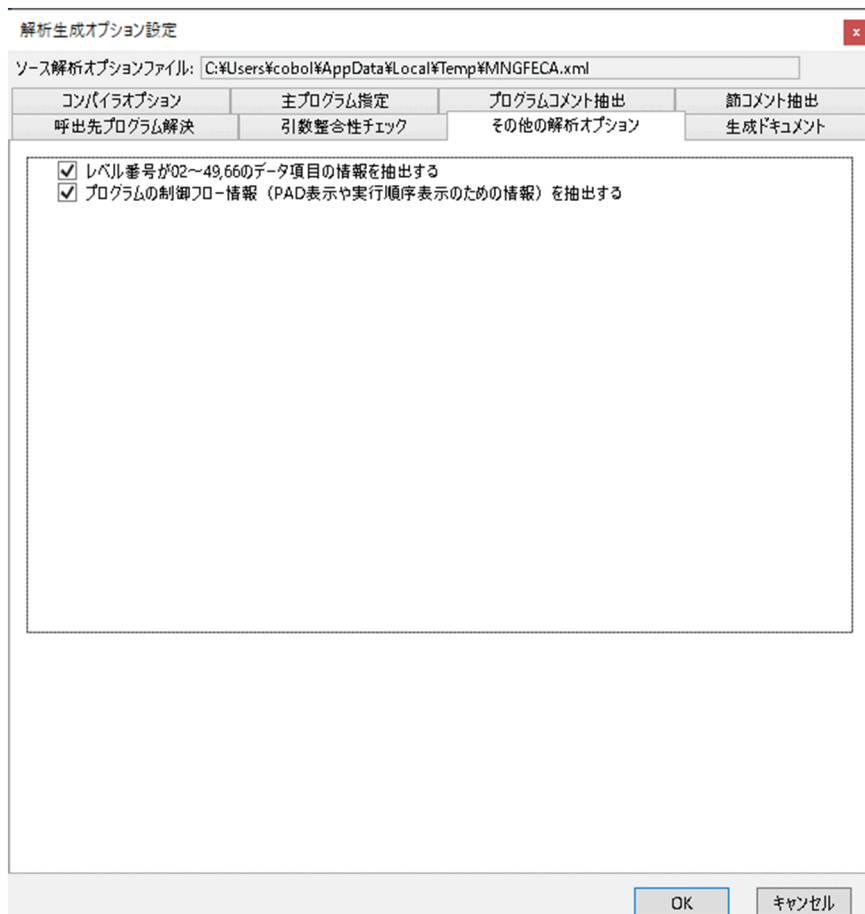 解析生成オプション設定
x
ソース解析オプションファイル: C:¥Users¥cobol¥AppData¥Local¥Temp¥MNGFECA.xml
コンパイラオプション 主プログラム指定 プログラムコメント抽出 節コメント抽出
呼出先プログラム解決 引数整合性チェック その他の解析オプション 生成ドキュメント
レベル番号が02～49,66のデータ項目の情報を抽出する
プログラムの制御フロー情報（PAD表示や実行順序表示のための情報）を抽出する
OK キャンセル